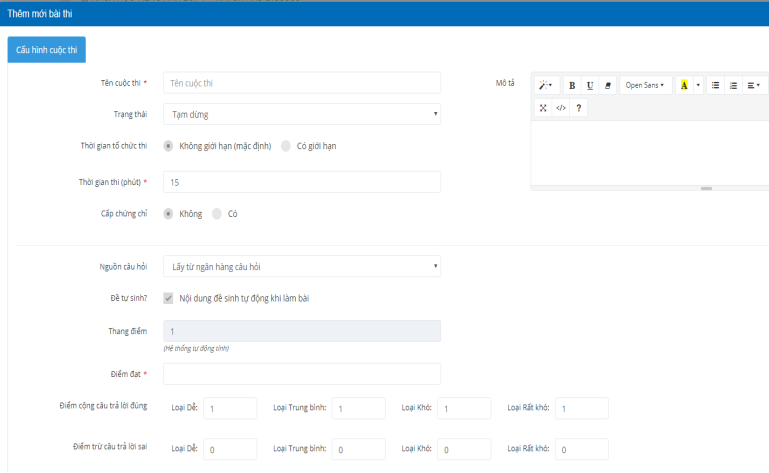 Thêm mới bài thi
Cấu hình cuộc thi
Tên cuộc thi * Tên cuộc thi
Mô tả
B U Open Sans A
</> ?
Trạng thái Tạm dừng
Thời gian tổ chức thi Không giới hạn (mặc định) Có giới hạn
Thời gian thi (phút) * 15
Cấp chứng chỉ Không Có
Nguồn câu hỏi Lấy từ ngân hàng câu hỏi
Đề tự sinh? Nội dung đề sinh tự động khi làm bài
Thang điểm 1
(Hệ thống tự động tính)
Điểm đạt *
Điểm cộng câu trả lời đúng Loại Dễ: 1 Loại Trung bình: 1 Loại Khó: 1 Loại Rất khó: 1
Điểm trừ câu trả lời sai Loại Dễ: 0 Loại Trung bình: 0 Loại Khó: 0 Loại Rất khó: 0